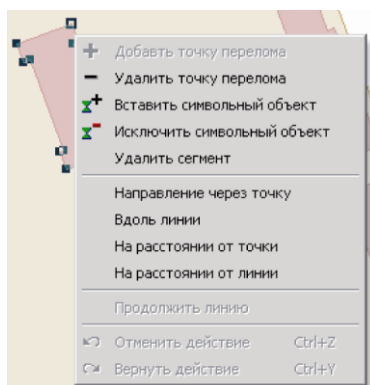 Добавть точку перелома
Удалить точку перелома
Вставить символьный объект
Исключить символьный объект
Удалить сегмент
Направление через точку
Вдоль линии
На расстоянии от точки
На расстоянии от линии
Продолжить линию
Отменить действие Ctrl+Z
Вернуть действие Ctrl+Y